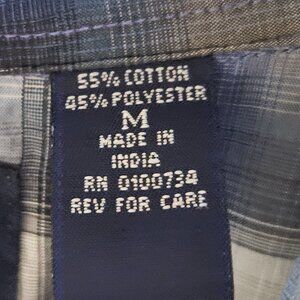 55% COTTON
45% POLYESTER
M
MADE IN
INDIA
RN 0100734
REV FOR CARE